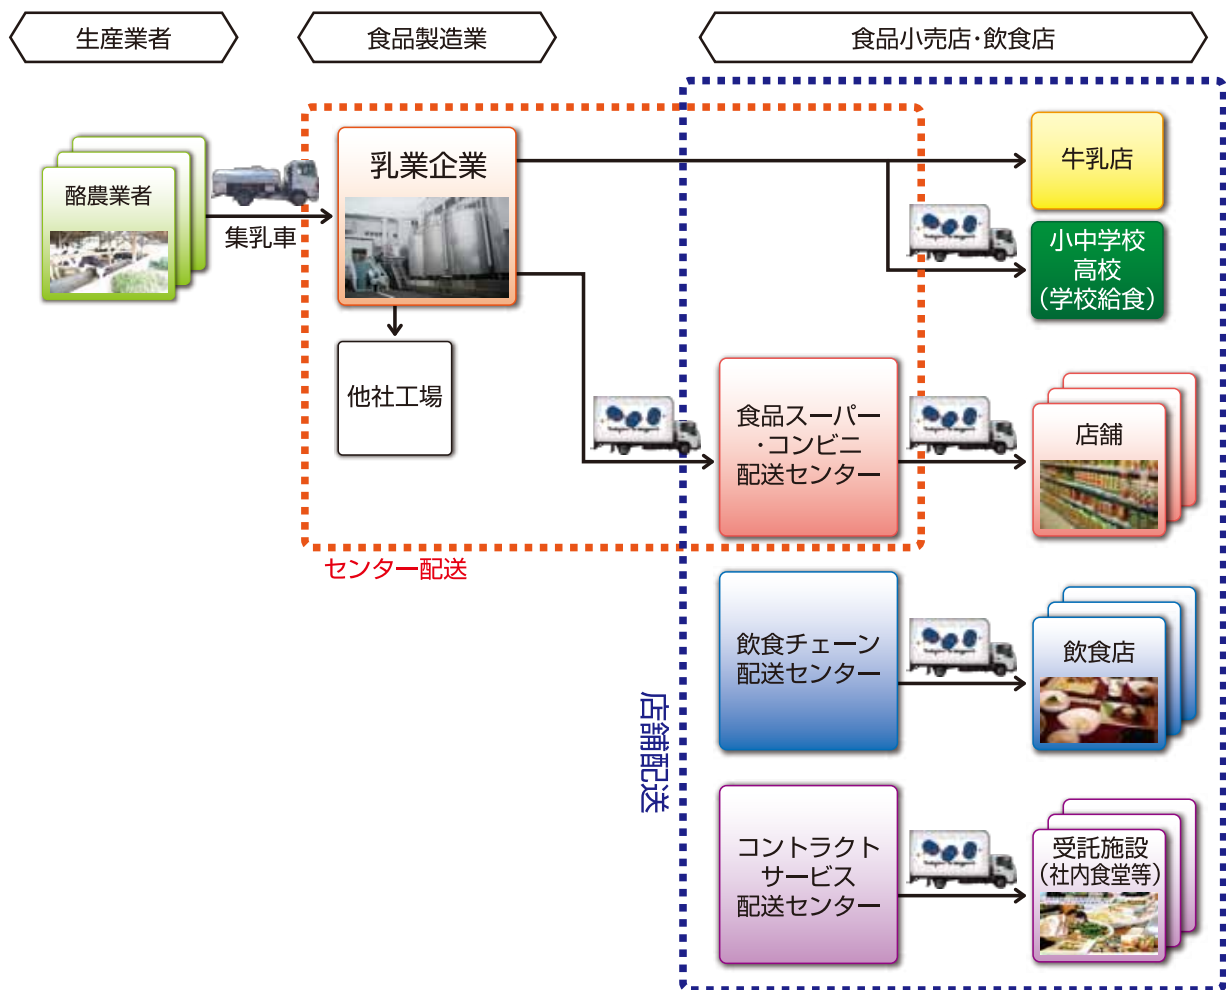 生産業者
食品製造業
食品小売店・飲食店
酪農業者
集乳車
乳業企業
他社工場
牛乳店
小中学校
高校
（学校給食）
食品スーパー
・コンビニ
配送センター
店舗
センター配送
飲食チェーン
配送センター
飲食店
店舗配送
コントラクト
サービス
配送センター
受託施設
（社内食堂等）